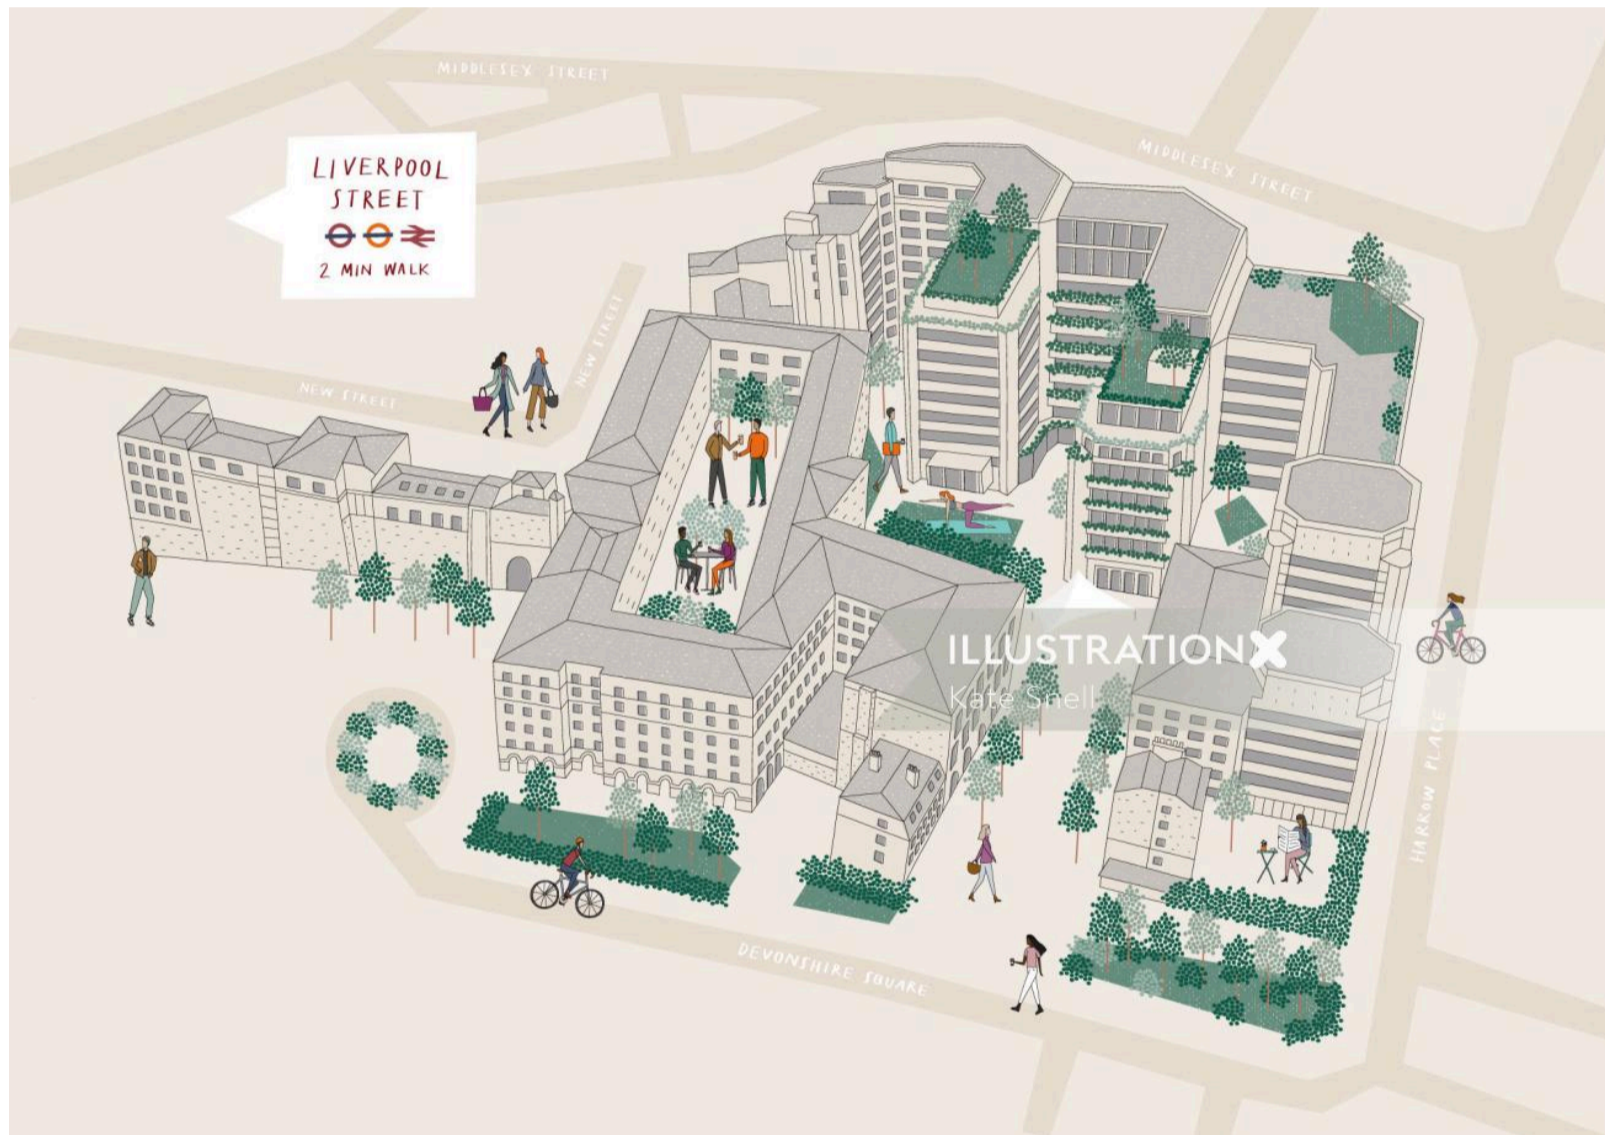 MIDDLESEX STREET
MIDDLESEX STREET
LIVERPOOL
STREET
2 MIN WALK
NEW STREET
NEW STREET
ILLUSTRATIONX
Kate Snell
HARROW PLACE
DEVONSHIRE SQUARE